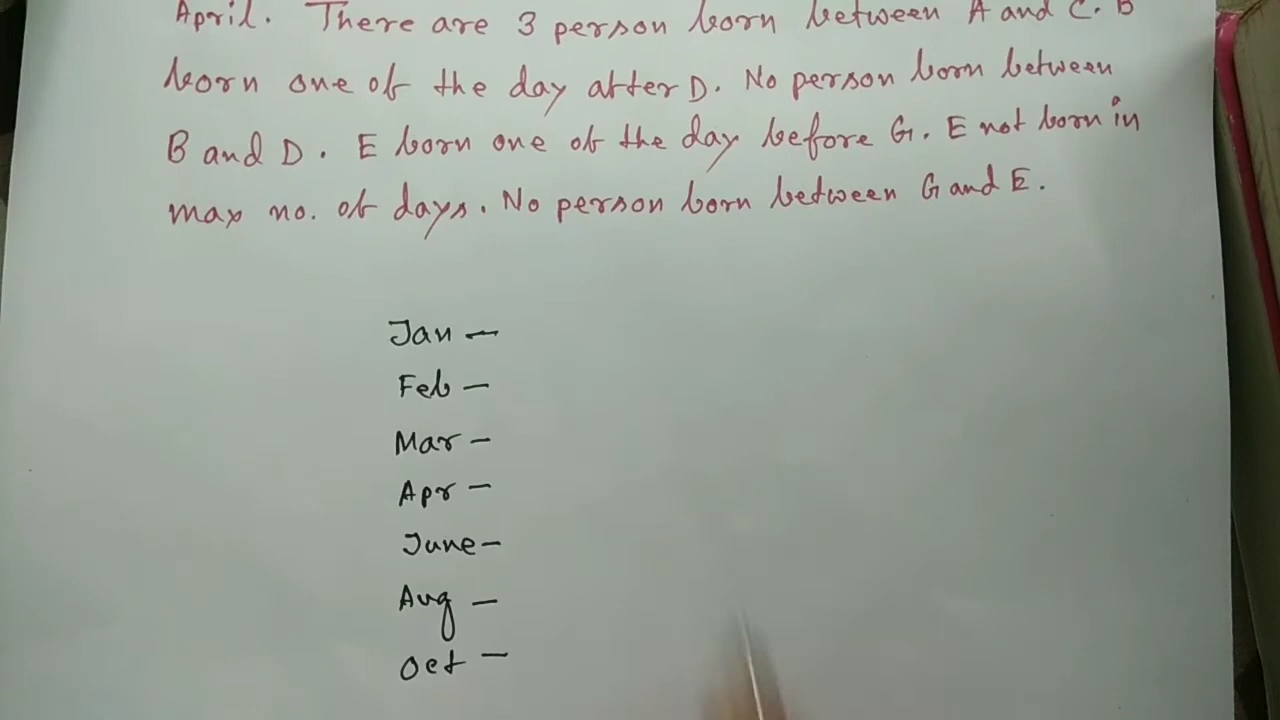 April. There are 3 person born between A and C. B
born one of the day after D. No person born between
B and D. E born one of the day before G. E not born in
max no. of days. No person born between G and E.
Jan -
Feb -
Mar -
Apr -
June -
Aug -
Oct -